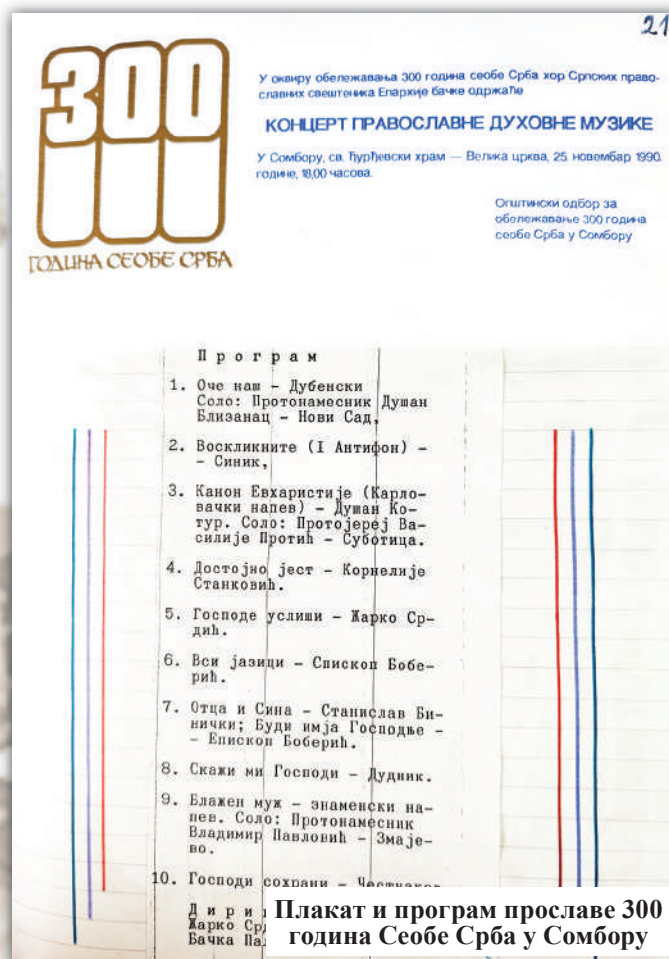 21
300
ГОДИНА СЕОБЕ СРБА
У оквиру обележавања 300 година сеобе Срба хор Српских право-
славних свештеника Епархије бачке одржаће
КОНЦЕРТ ПРАВОСЛАВНЕ ДУХОВНЕ МУЗИКЕ
У Сомбору, св. Ђурђевски храм — Велика црква, 25. новембар 1990.
године, 18,00 часова.
Општински одбор за
обележавање 300 година
сеобе Срба у Сомбору
Програм
1. Оче наш - Дубенски
Соло: Протонамесник Душан
Близанац - Нови Сад,
2. Воскликните (I Антифон) -
- Синик,
3. Канон Евхаристије (Карло-
вачки напев) - Душан Ко-
тур. Соло: Протојереј Ва-
силије Протић - Суботица.
4. Достојно јест - Корнелије
Станковић.
5. Господе услиши - Жарко Ср-
дић.
6. Вси јазици - Спископ Бобе-
рић.
7. Отца и Сина - Станислав Би-
нички; Буди имја Господње -
- Епископ Боберић.
8. Скажи ми Господи - Дудник.
9. Блажен муж - знаменски на-
пев. Соло: Протонамесник
Владимир Павловић - Змаје-
во.
10. Господи сохрани -
Жарко
Бачка
Плакат и програм прославе 300
година Сеобе Срба у Сомбору